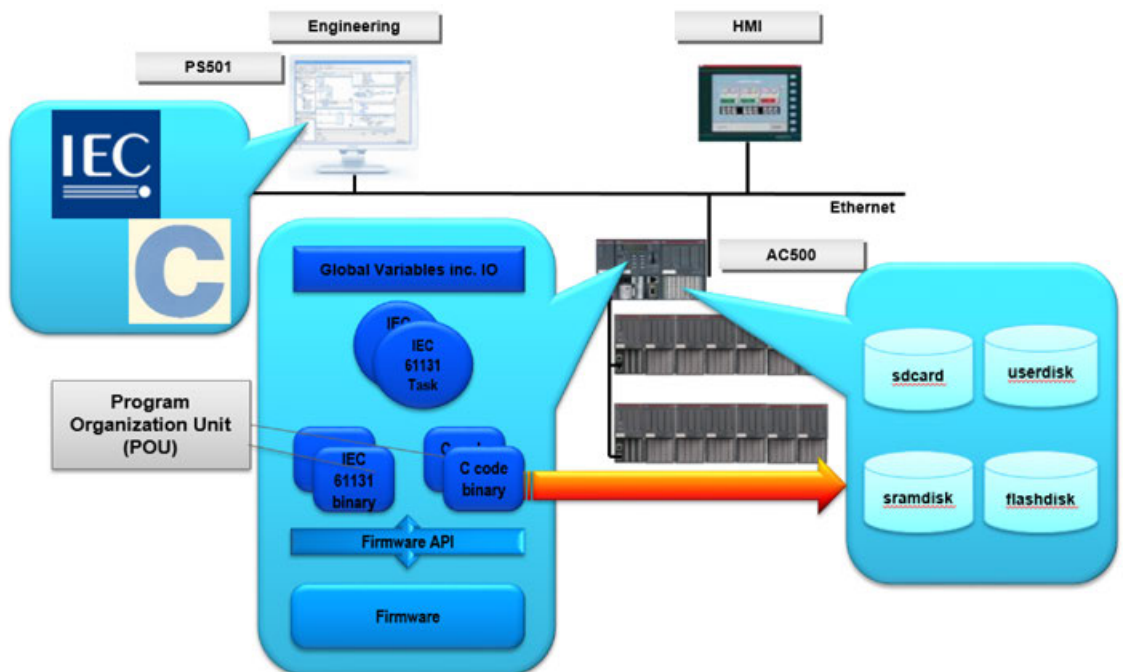 Engineering
HMI
PS501
IEC
C
Ethernet
AC500
Global Variables inc. IO
IEC
IEC
61131
Task
Program
Organization Unit
(POU)
IEC
61131
binary
C code
binary
Firmware API
Firmware
sdcard
userdisk
sramdisk
flashdisk